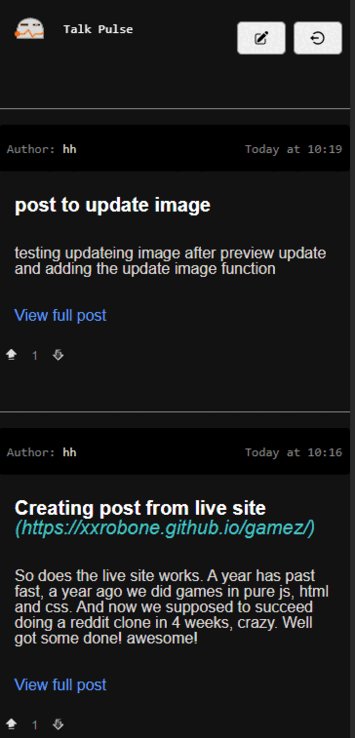 Talk Pulse
Author: hh Today at 10:19
post to update image
testing updateing image after preview update
and adding the update image function
View full post
1
Author: hh Today at 10:16
Creating post from live site
(https://xxrobone.github.io/gamez/)
So does the live site works. A year has past
fast, a year ago we did games in pure js, html
and css. And now we supposed to succeed
doing a reddit clone in 4 weeks, crazy. Well
got some done! awesome!
View full post
1